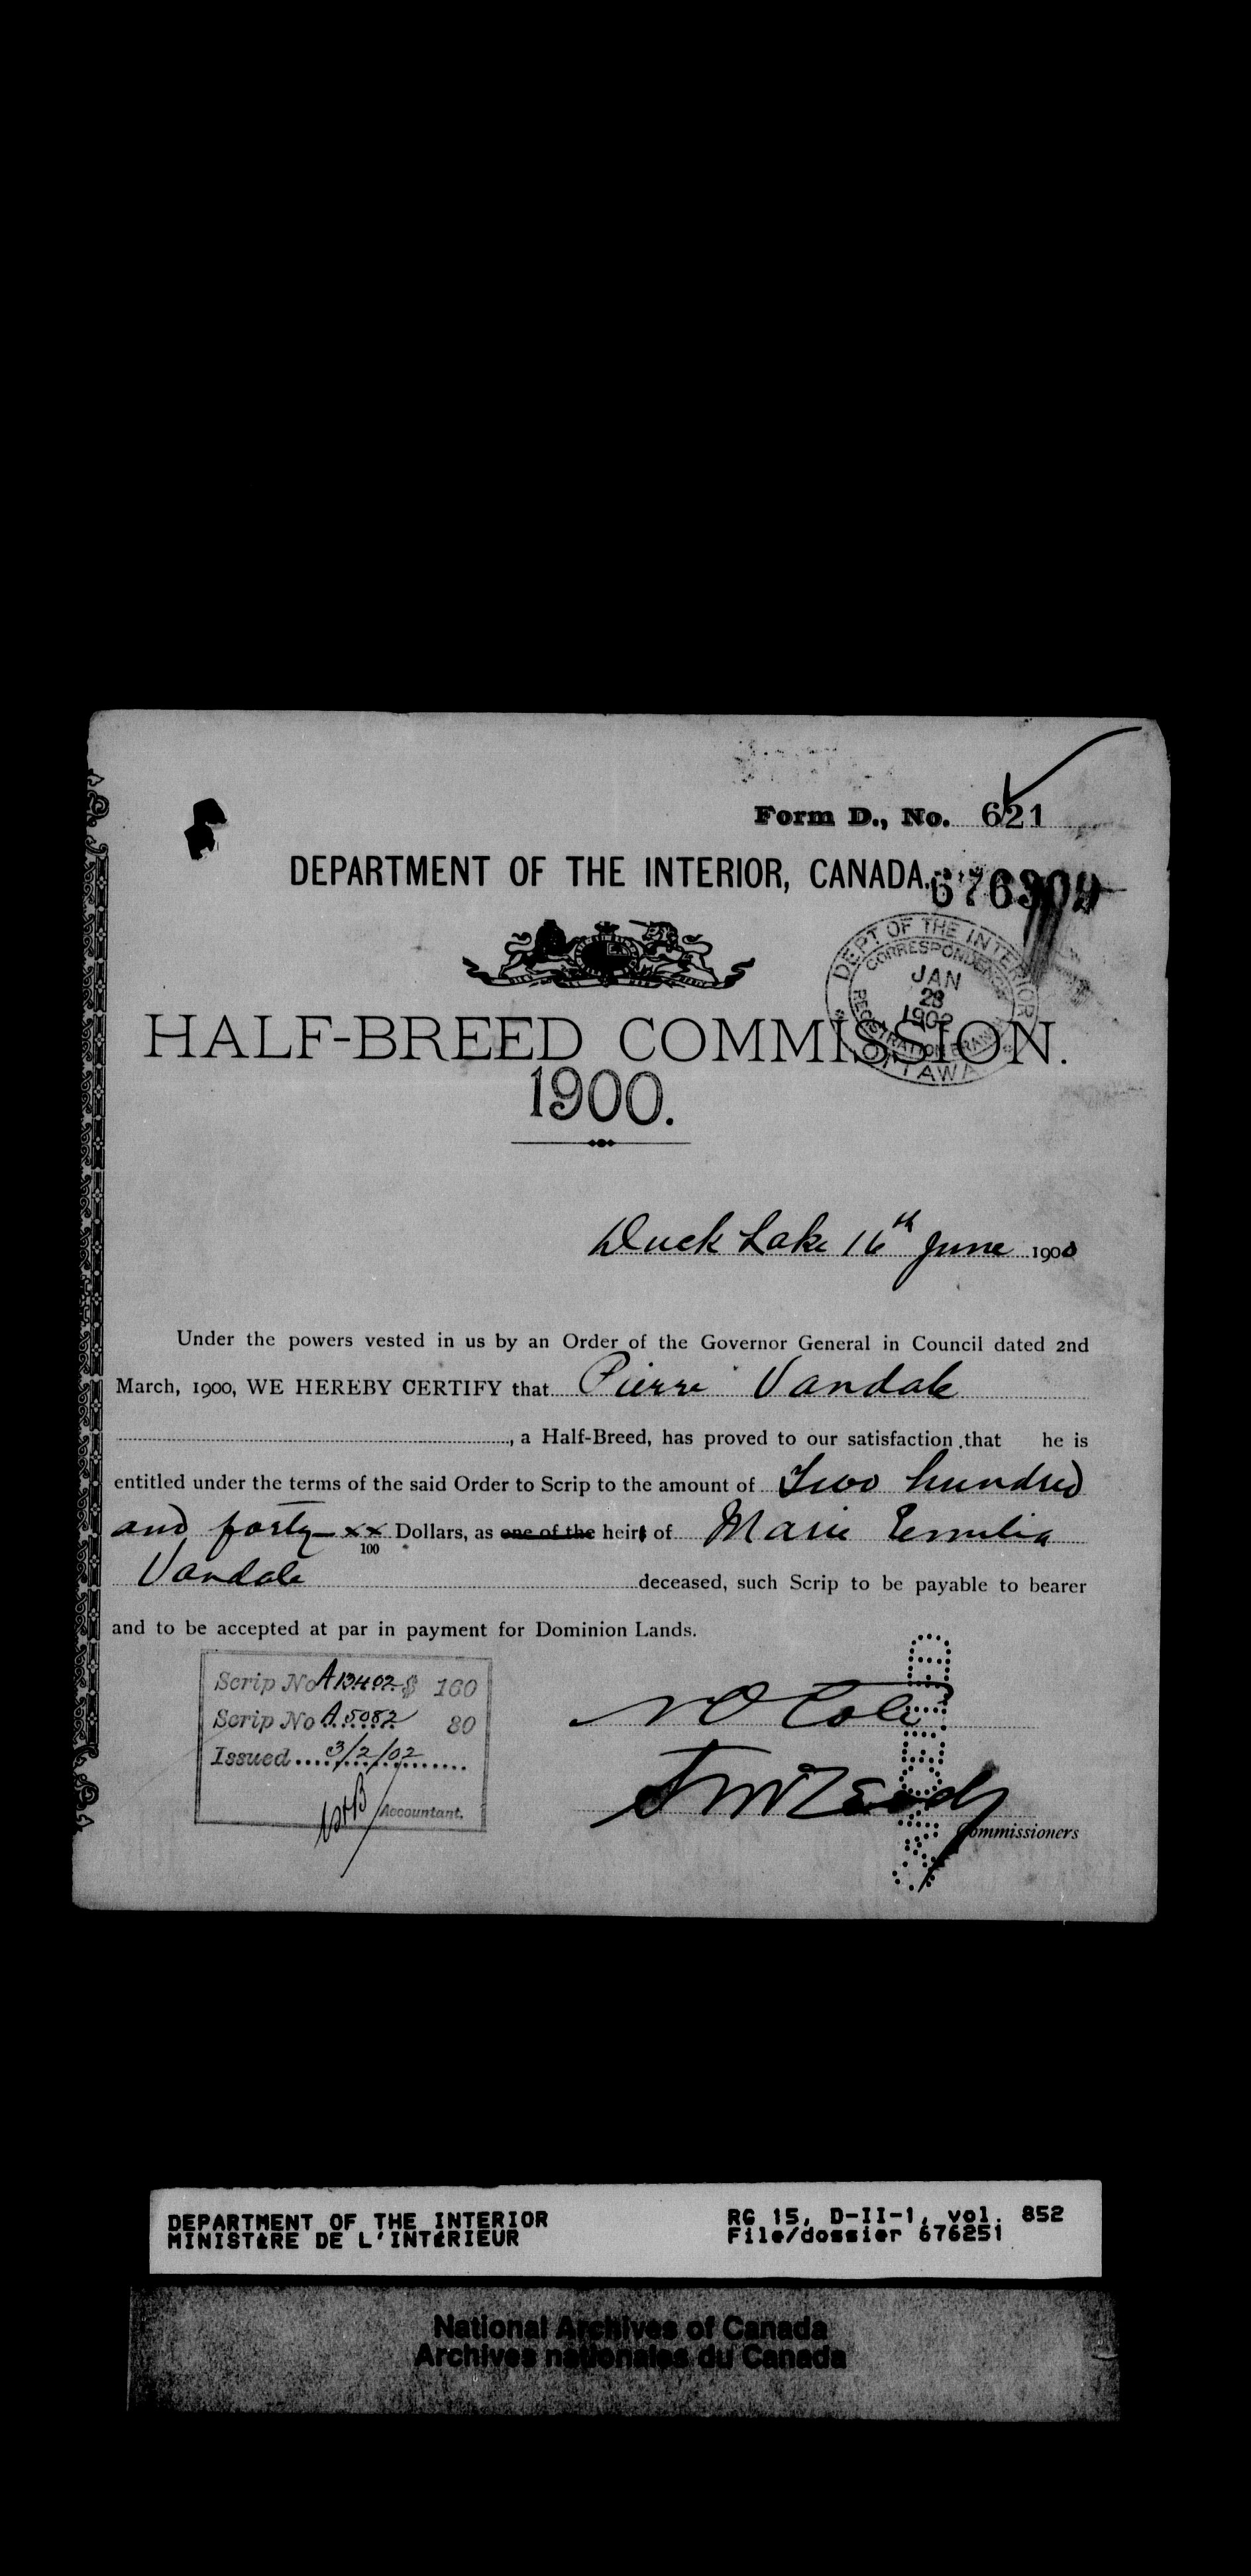 Form D., No. 621
DEPARTMENT OF THE INTERIOR, CANADA.
676909
DEPT OF THE INTERIOR
CORRESPONDENCE
JAN
28
1902
REGISTRATION BRANCH
OTTAWA
HALF-BREED COMMISSION.
1900.
Duck Lake 16th June 1900
Under the powers vested in us by an Order of the Governor General in Council dated 2nd
March, 1900, WE HEREBY CERTIFY that Pierre Vandale
, a Half-Breed, has proved to our satisfaction that he is
entitled under the terms of the said Order to Scrip to the amount of Two hundred
and forty xx/100 Dollars, as one of the heir of Marie Emilia
Vandale deceased, such Scrip to be payable to bearer
and to be accepted at par in payment for Dominion Lands.
Scrip No A13402 $ 160
Scrip No A.5082 80
Issued 3/2/02
Accountant.
Commissioners
DEPARTMENT OF THE INTERIOR
MINISTÈRE DE L'INTÉRIEUR
RG 15, D-II-1, vol. 852
File/dossier 676251
National Archives of Canada
Archives nationales du Canada